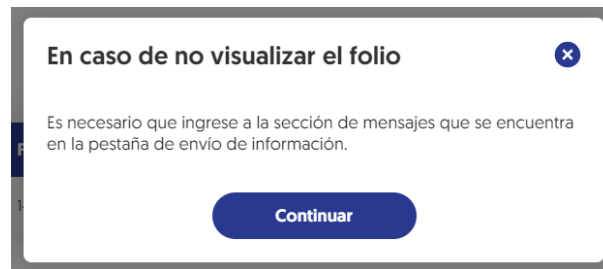 En caso de no visualizar el folio
Es necesario que ingrese a la sección de mensajes que se encuentra
en la pestaña de envío de información.
Continuar